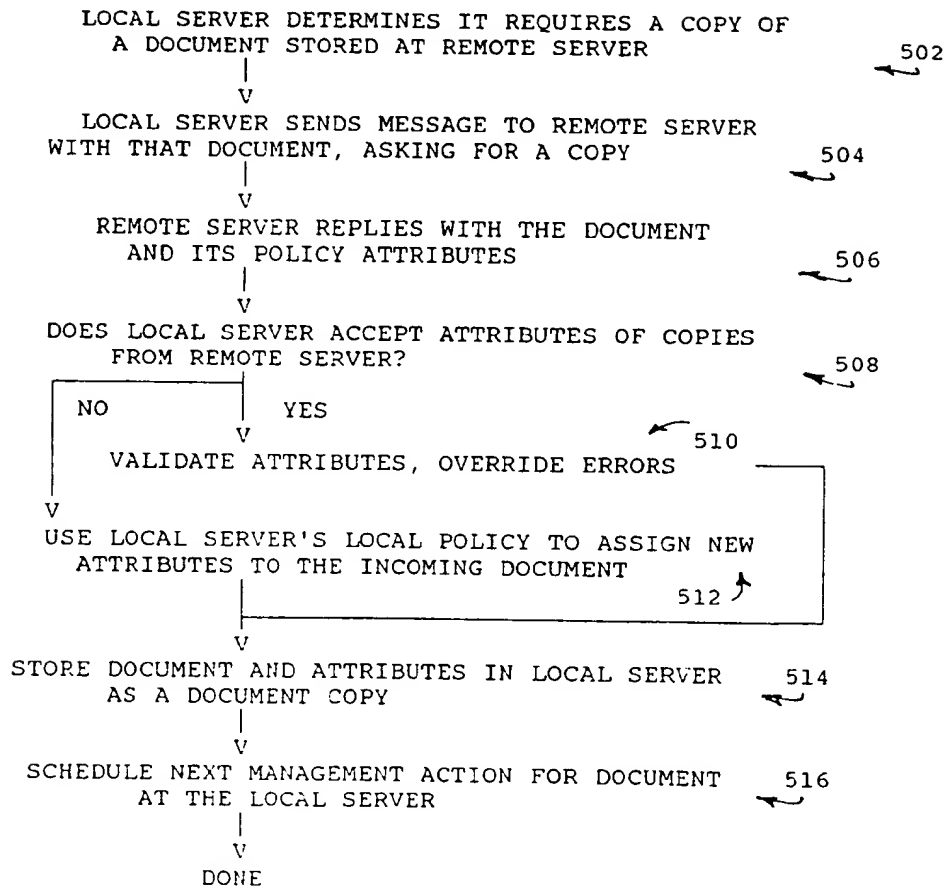 LOCAL SERVER DETERMINES IT REQUIRES A COPY OF
A DOCUMENT STORED AT REMOTE SERVER
502
V
LOCAL SERVER SENDS MESSAGE TO REMOTE SERVER
WITH THAT DOCUMENT, ASKING FOR A COPY
504
V
REMOTE SERVER REPLIES WITH THE DOCUMENT
AND ITS POLICY ATTRIBUTES
506
V
DOES LOCAL SERVER ACCEPT ATTRIBUTES OF COPIES
FROM REMOTE SERVER?
508
NO YES
V
510
VALIDATE ATTRIBUTES, OVERRIDE ERRORS
V
USE LOCAL SERVER'S LOCAL POLICY TO ASSIGN NEW
ATTRIBUTES TO THE INCOMING DOCUMENT
512
V
STORE DOCUMENT AND ATTRIBUTES IN LOCAL SERVER
AS A DOCUMENT COPY
514
V
SCHEDULE NEXT MANAGEMENT ACTION FOR DOCUMENT
AT THE LOCAL SERVER
516
V
DONE